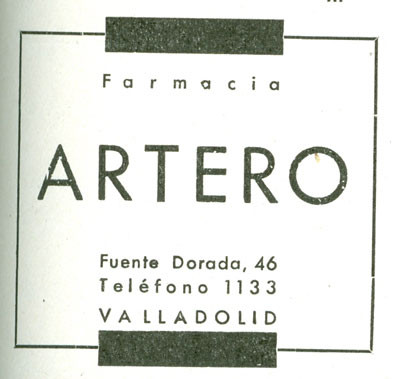 Farmacia
ARTERO
Fuente Dorada, 46
Teléfono 1133
VALLADOLID